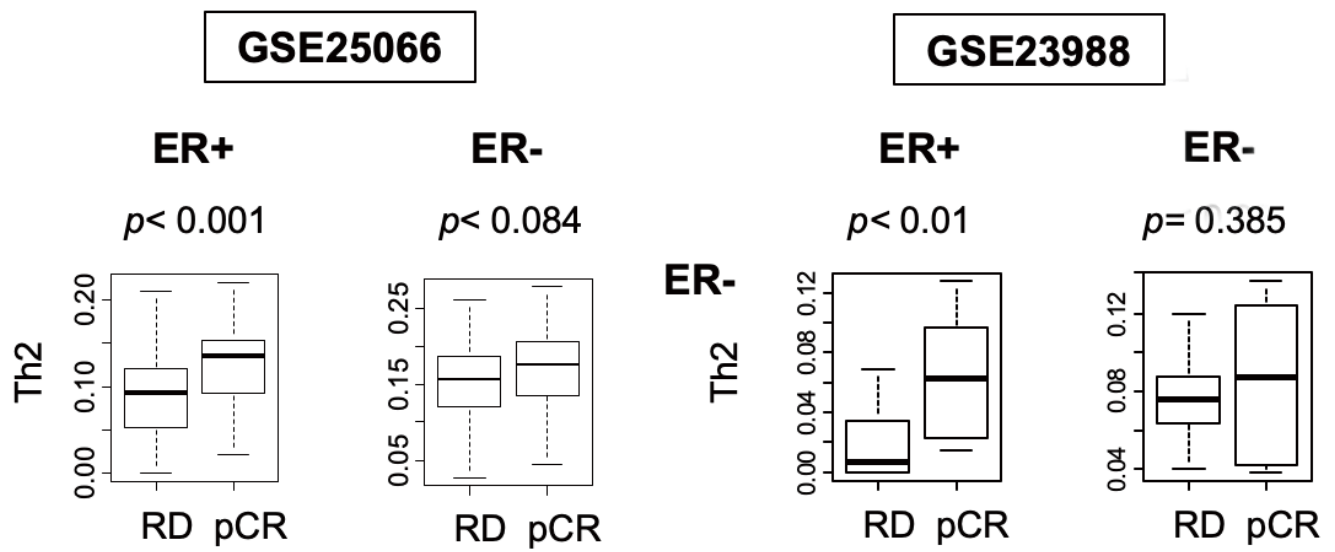 GSE25066
GSE23988
ER+
ER-
ER+
ER-
p< 0.001
p< 0.084
p< 0.01
p= 0.385
ER-
Th2
0.00 0.10 0.20
0.05 0.15 0.25
Th2
0.00 0.04 0.08 0.12
0.04 0.08 0.12
RD pCR
RD pCR
RD pCR
RD pCR